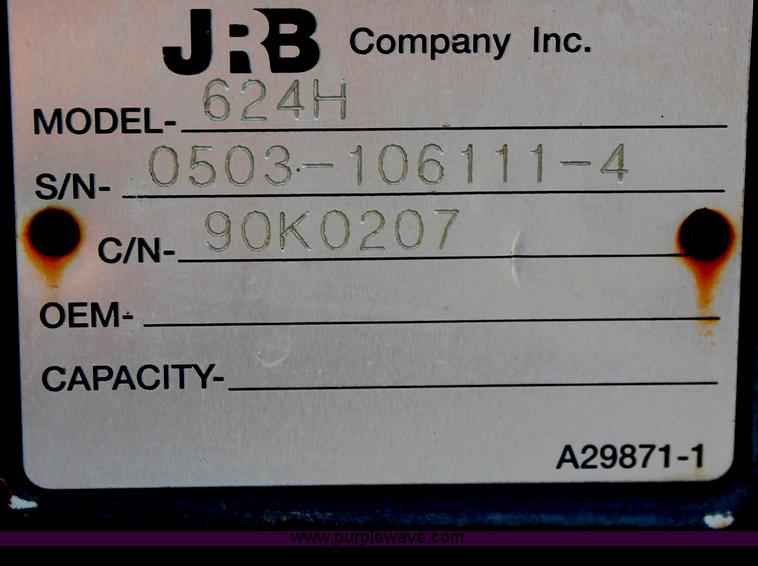 JRB Company Inc.
MODEL- 624H
S/N- 0503-106111-4
C/N- 90K0207
OEM-
CAPACITY-
A29871-1
www.purplewave.com